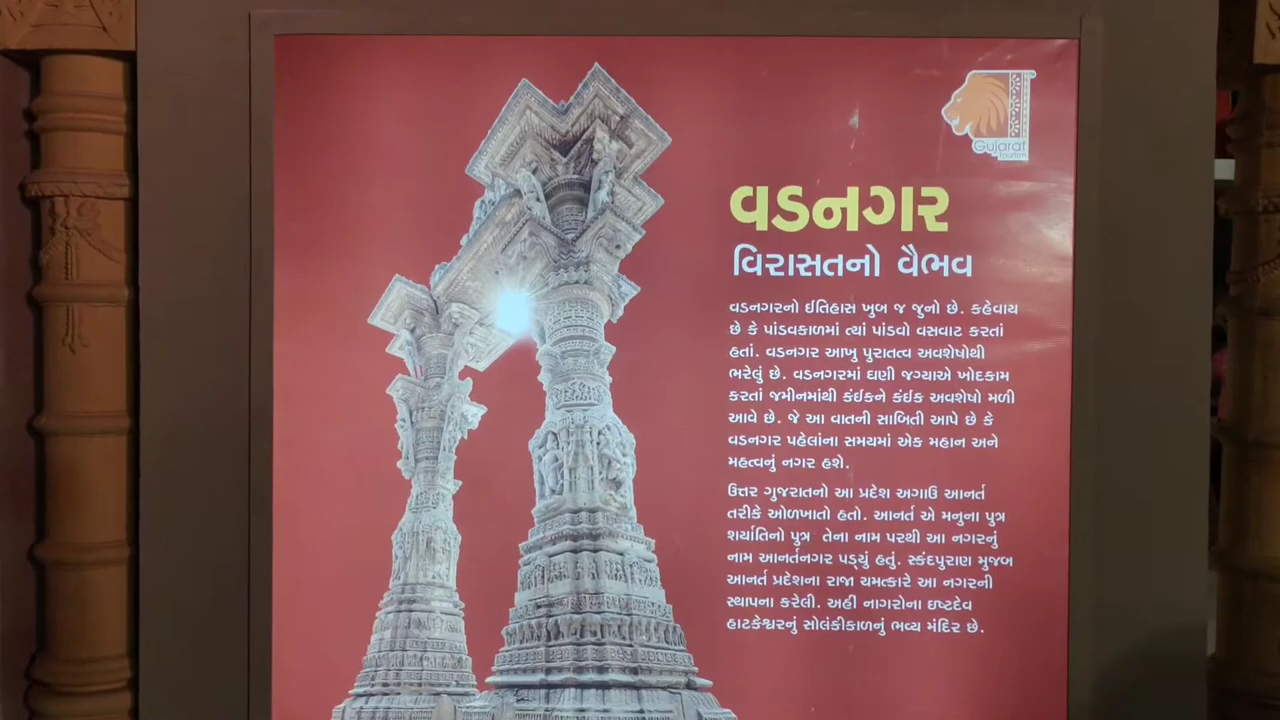 Gujarat
Tourism
વડનગર
વિરાસતનો વૈભવ
વડનગરનો ઈતિહાસ ખુબ જ જુનો છે. કહેવાય
છે કે પાંડવકાળમાં ત્યાં પાંડવો વસવાટ કરતાં
હતાં. વડનગર આખુ પુરાતત્વ અવશેષોથી
ભરેલું છે. વડનગરમાં ઘણી જગ્યાએ ખોદકામ
કરતાં જમીનમાંથી કંઈકને કંઈક અવશેષો મળી
આવે છે. જે આ વાતની સાબિતી આપે છે કે
વડનગર પહેલાંના સમયમાં એક મહાન અને
મહત્વનું નગર હશે.
ઉત્તર ગુજરાતનો આ પ્રદેશ અગાઉ આનર્ત
તરીકે ઓળખાતો હતો. આનર્ત એ મનુના પુત્ર
શર્યાતિનો પુત્ર તેના નામ પરથી આ નગરનું
નામ આનર્તનગર પડ્યું હતું. સ્કંદપુરાણ મુજબ
આનર્ત પ્રદેશના રાજા ચમત્કારે આ નગરની
સ્થાપના કરેલી. અહીં નાગરોના ઇષ્ટદેવ
હાટકેશ્વરનું સોલંકીકાળનું ભવ્ય મંદિર છે.